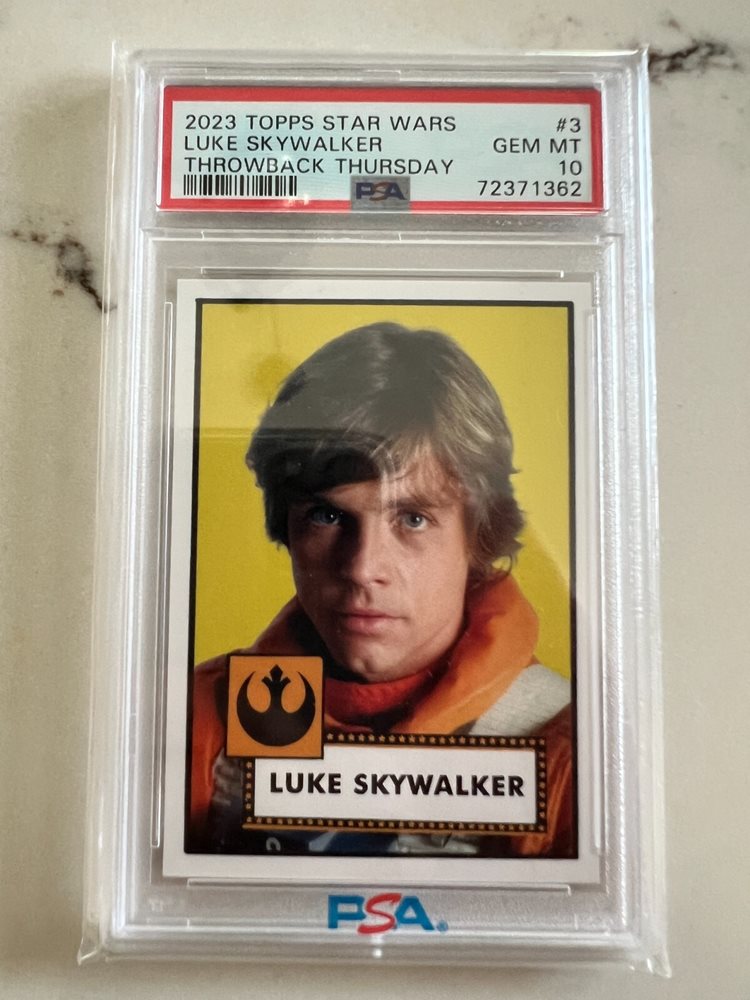 2023 TOPPS STAR WARS #3
LUKE SKYWALKER GEM MT
THROWBACK THURSDAY 10
PSA 72371362
LUKE SKYWALKER
PSA®